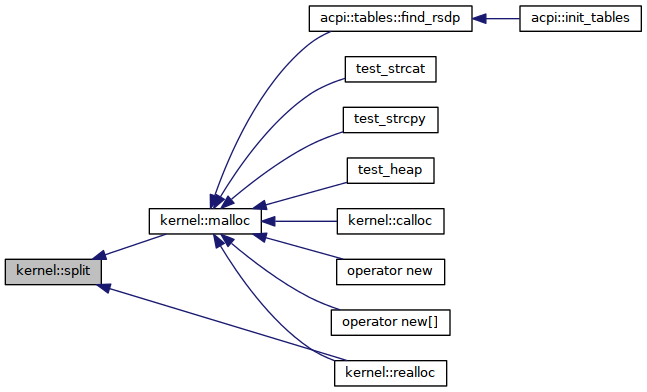 acpi::tables::find_rsdp
acpi::init_tables
test_strcat
test_strcpy
test_heap
kernel::malloc
kernel::calloc
kernel::split
operator new
operator new[]
kernel::realloc